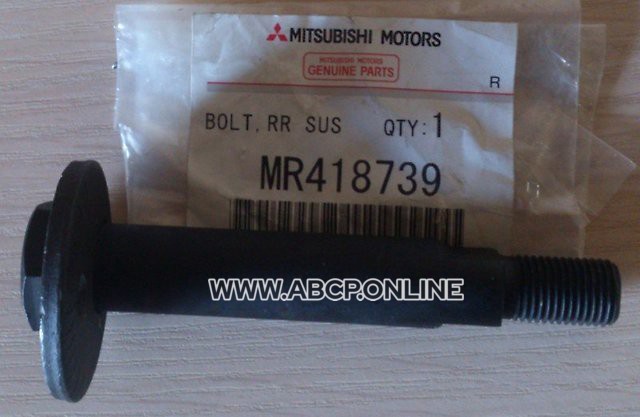 MITSUBISHI MOTORS
MITSUBISHI MOTORS
GENUINE PARTS
R
BOLT, RR SUS QTY: 1
MR418739
WWW.ABCP.ONLINE